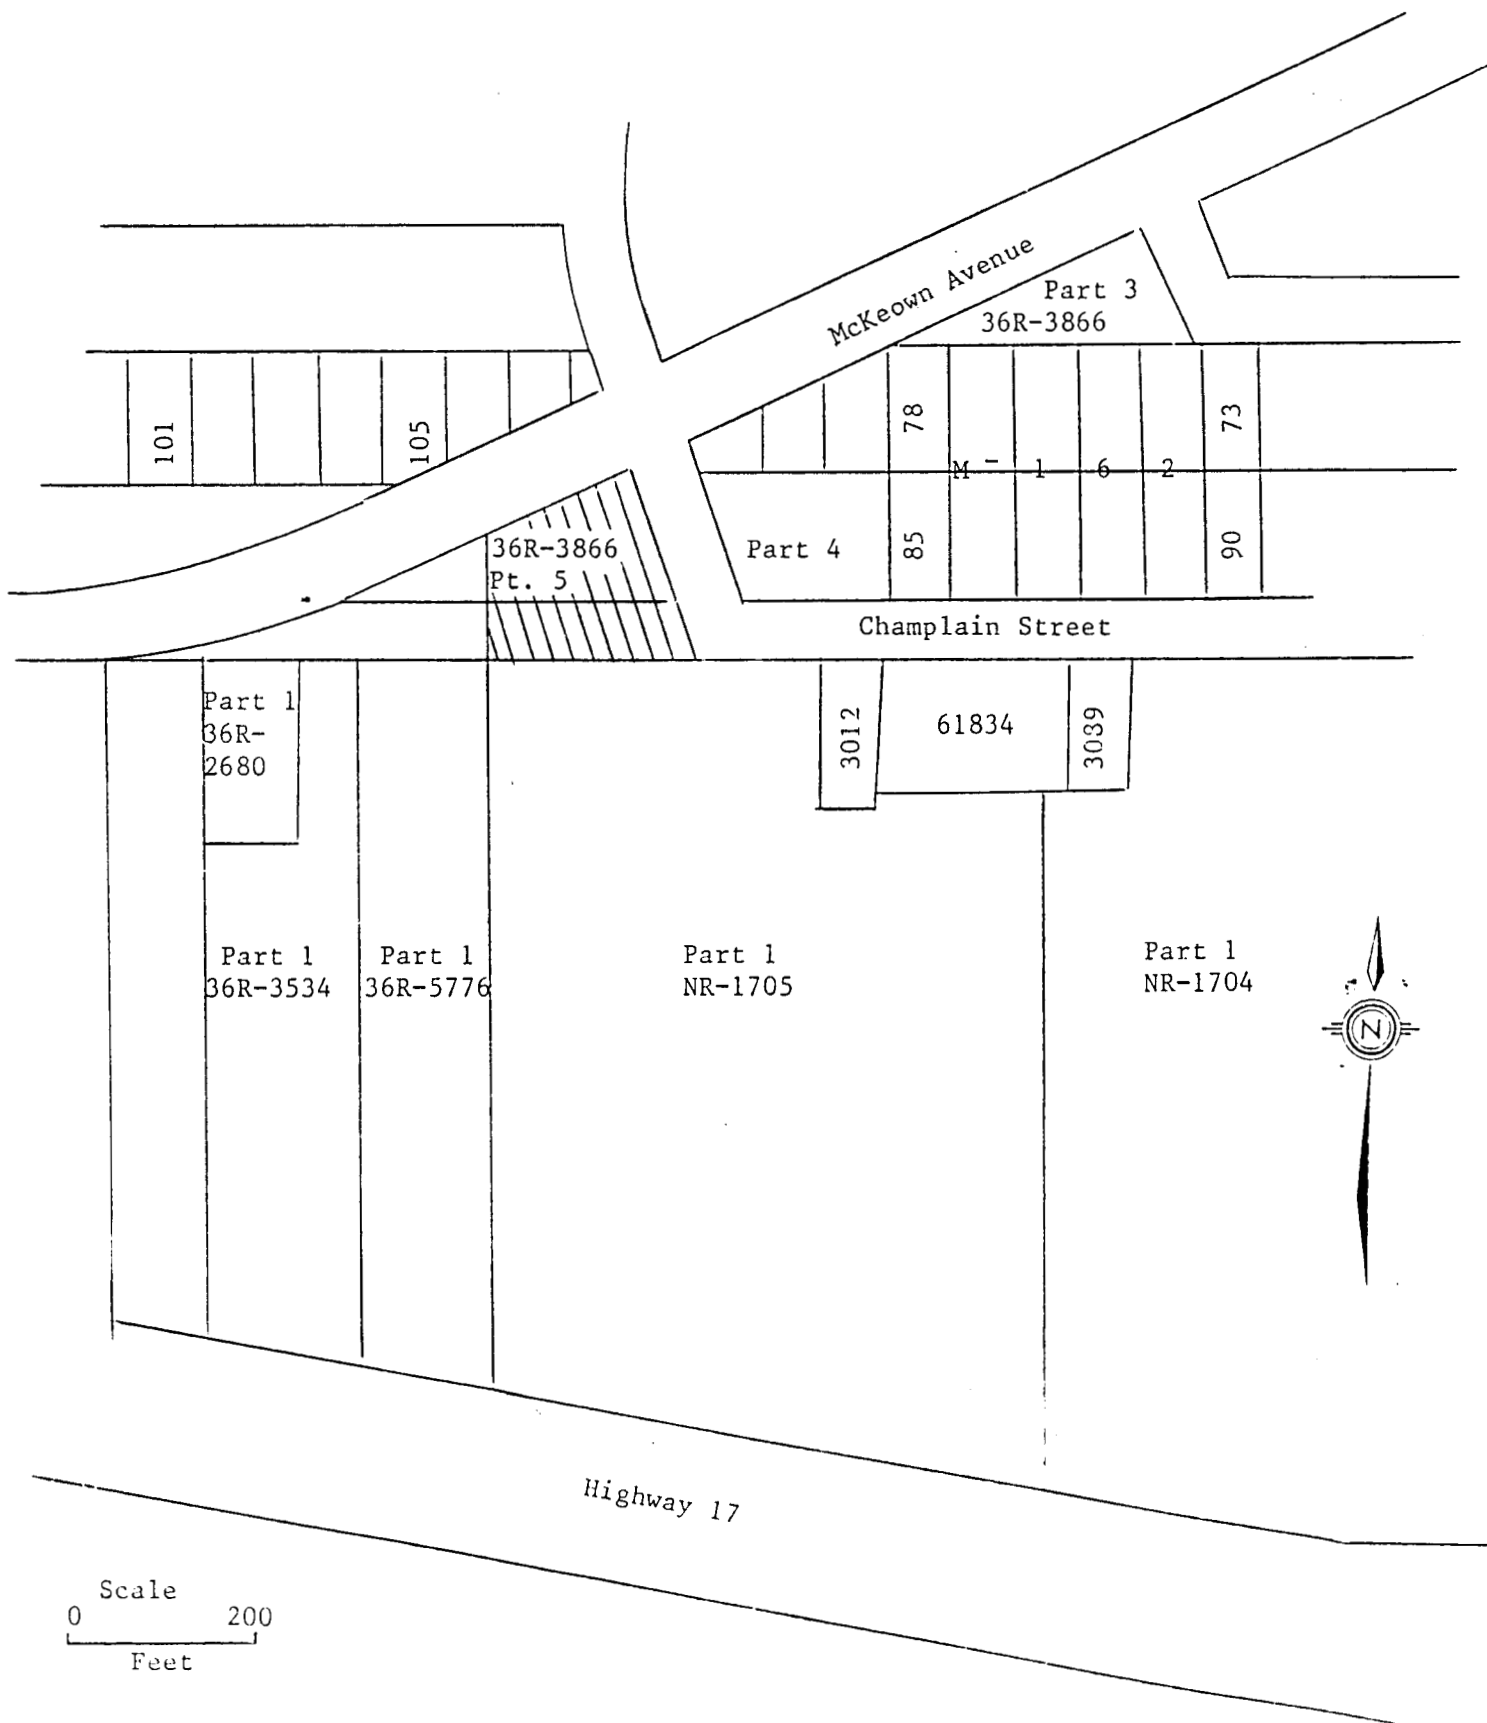 McKeown Avenue
Part 3
36R-3866
101
105
78
73
M - 1 6 2
36R-3866
Pt. 5
Part 4
85
90
Champlain Street
Part 1
36R-
2680
3012
61834
3039
Part 1
36R-3534
Part 1
36R-5776
Part 1
NR-1705
Part 1
NR-1704
N
Highway 17
Scale
0 200
Feet